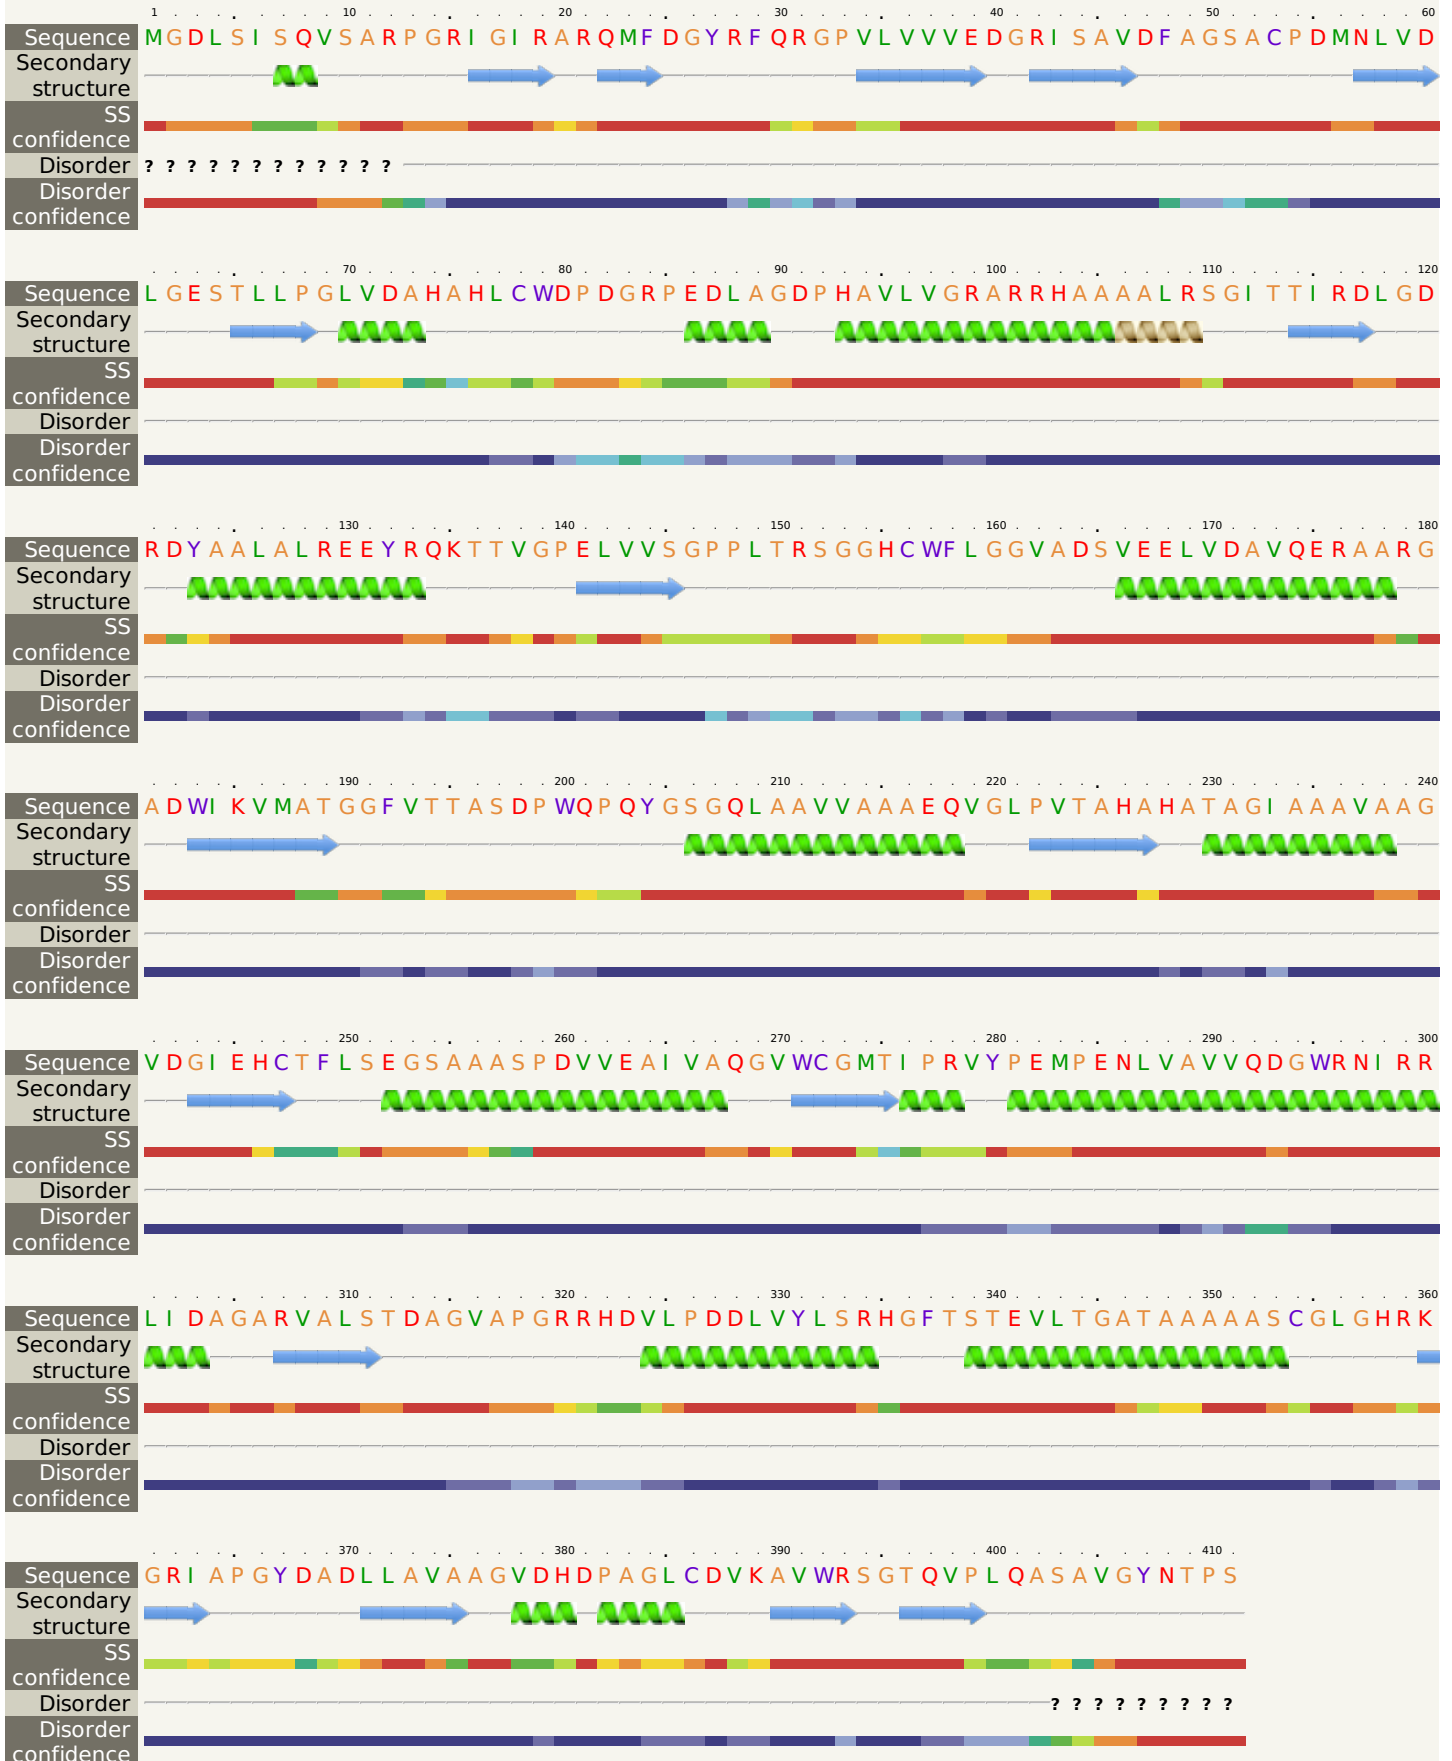 1 10 20 30 40 50 60
Sequence MGDLSISQVSARPGRIGIRARQMFDGYRFQRGPVLVVVEDGRISAVDFAGSACPDMNLVD
Secondary
structure
SS
confidence
Disorder ? ? ? ? ? ? ? ? ? ? ? ?
Disorder
confidence
70 80 90 100 110 120
Sequence LGESTLLPGLVDAHAHLCWDPDGRPEDLAGDPHAVLVGRARRHAAAALRSGITTIRDLGD
Secondary
structure
SS
confidence
Disorder
Disorder
confidence
130 140 150 160 170 180
Sequence RDYAALALREEYRQKTTVGPELVVSGPPLTRSGGHCWFLGGVADSVEELVDAVQERAARG
Secondary
structure
SS
confidence
Disorder
Disorder
confidence
190 200 210 220 230 240
Sequence ADWIKVMATGGFVTTASDPWQPQYGSGQLAAVVAAAEQVGLPVTAHAHATAGIAAAVAAG
Secondary
structure
SS
confidence
Disorder
Disorder
confidence
250 260 270 280 290 300
Sequence VDGIEHCTFLSEGSAAASPDVVEAIVAQGVWCGMTIPRVYPEMPENLVAVVQDGWRNIRR
Secondary
structure
SS
confidence
Disorder
Disorder
confidence
310 320 330 340 350 360
Sequence LIDAGARVALSTDAGVAPGRRHDVLPDDLVYLSRHGFTSTEVLTGATAAAAASCGLGHRK
Secondary
structure
SS
confidence
Disorder
Disorder
confidence
370 380 390 400 410
Sequence GRIAPGYDADLLAVAAGVDHDPAGLCDVKAVWRSGTQVPLQASAVGYNTPS
Secondary
structure
SS
confidence
Disorder ? ? ? ? ? ? ? ? ?
Disorder
confidence